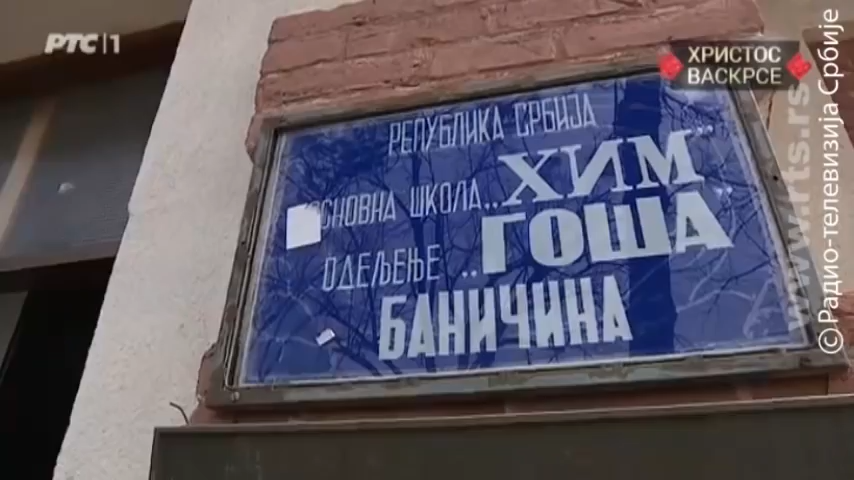 РТС|1
ХРИСТОС
ВАСКРСЕ
РЕПУБЛИКА СРБИЈА
ОСНОВНА ШКОЛА „ХИМ"
ОДЕЉЕЊЕ „ГОША"
БАНИЧИНА
www.rts.rs
© Радио-телевизија Србије